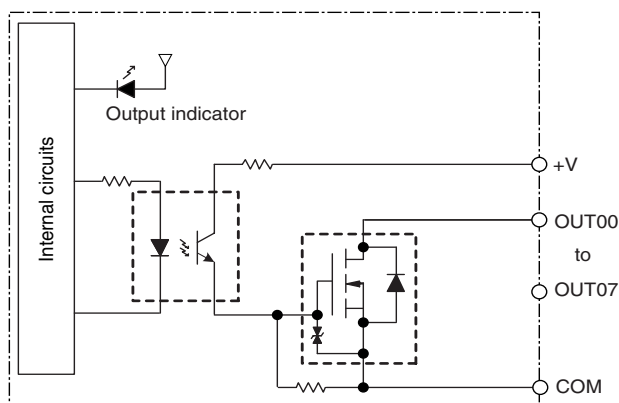 Output indicator
Internal circuits
+V
OUT00
to
OUT07
COM